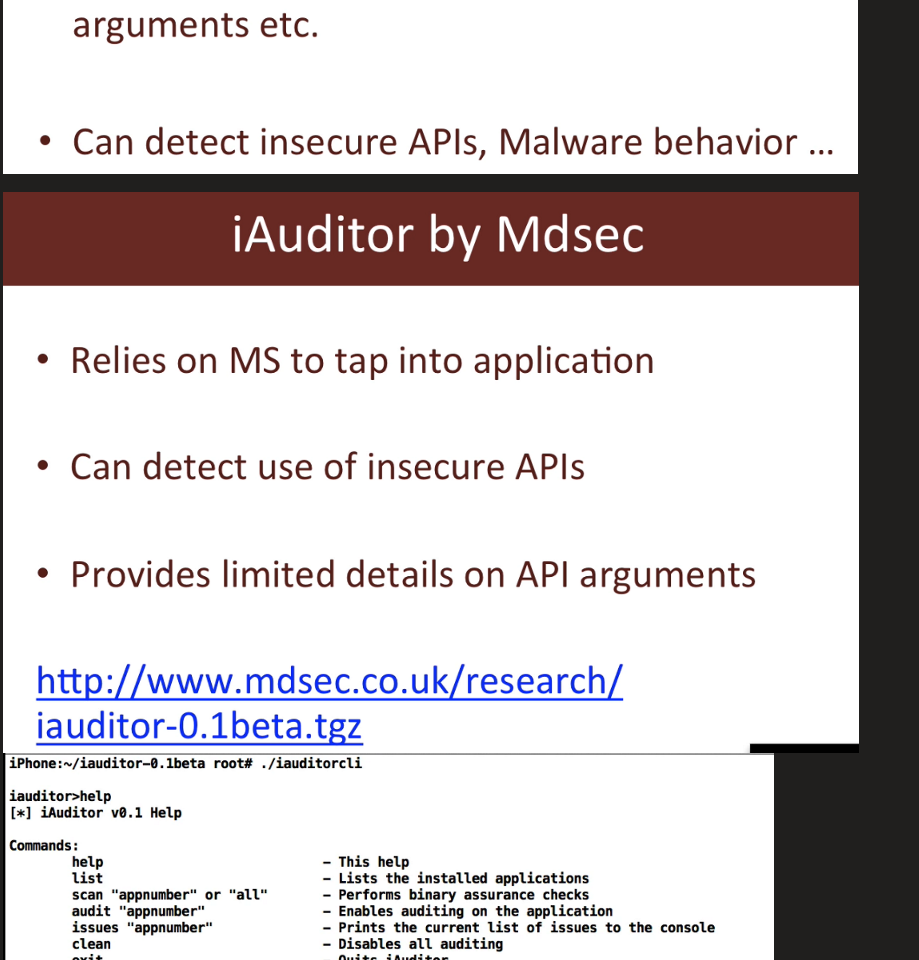 arguments etc.
• Can detect insecure APIs, Malware behavior ...
iAuditor by Mdsec
• Relies on MS to tap into application
• Can detect use of insecure APIs
• Provides limited details on API arguments
http://www.mdsec.co.uk/research/
iauditor-0.1beta.tgz
iPhone:~/iauditor-0.1beta root# ./iauditorcli
iauditor>help
[*] iAuditor v0.1 Help
Commands:
help - This help
list - Lists the installed applications
scan "appnumber" or "all" - Performs binary assurance checks
audit "appnumber" - Enables auditing on the application
issues "appnumber" - Prints the current list of issues to the console
clean - Disables all auditing
exit - Quits iAuditor